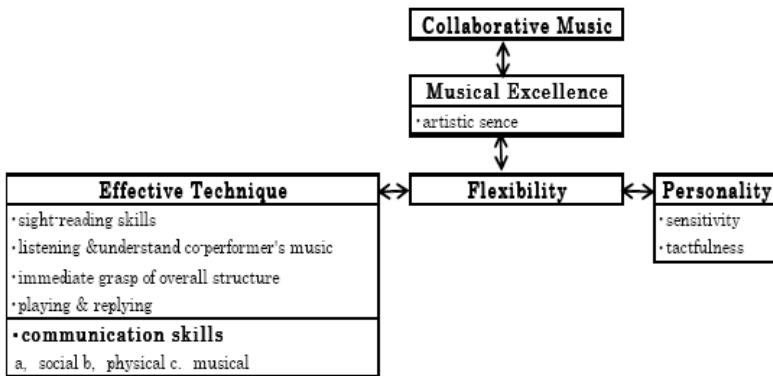 Collaborative Music
Musical Excellence
・artistic sence
Effective Technique
・sight-reading skills
・listening &understand co-performer's music
・immediate grasp of overall structure
・playing & replying
・communication skills
a, social b, physical c. musical
Flexibility
Personality
・sensitivity
・tactfulness